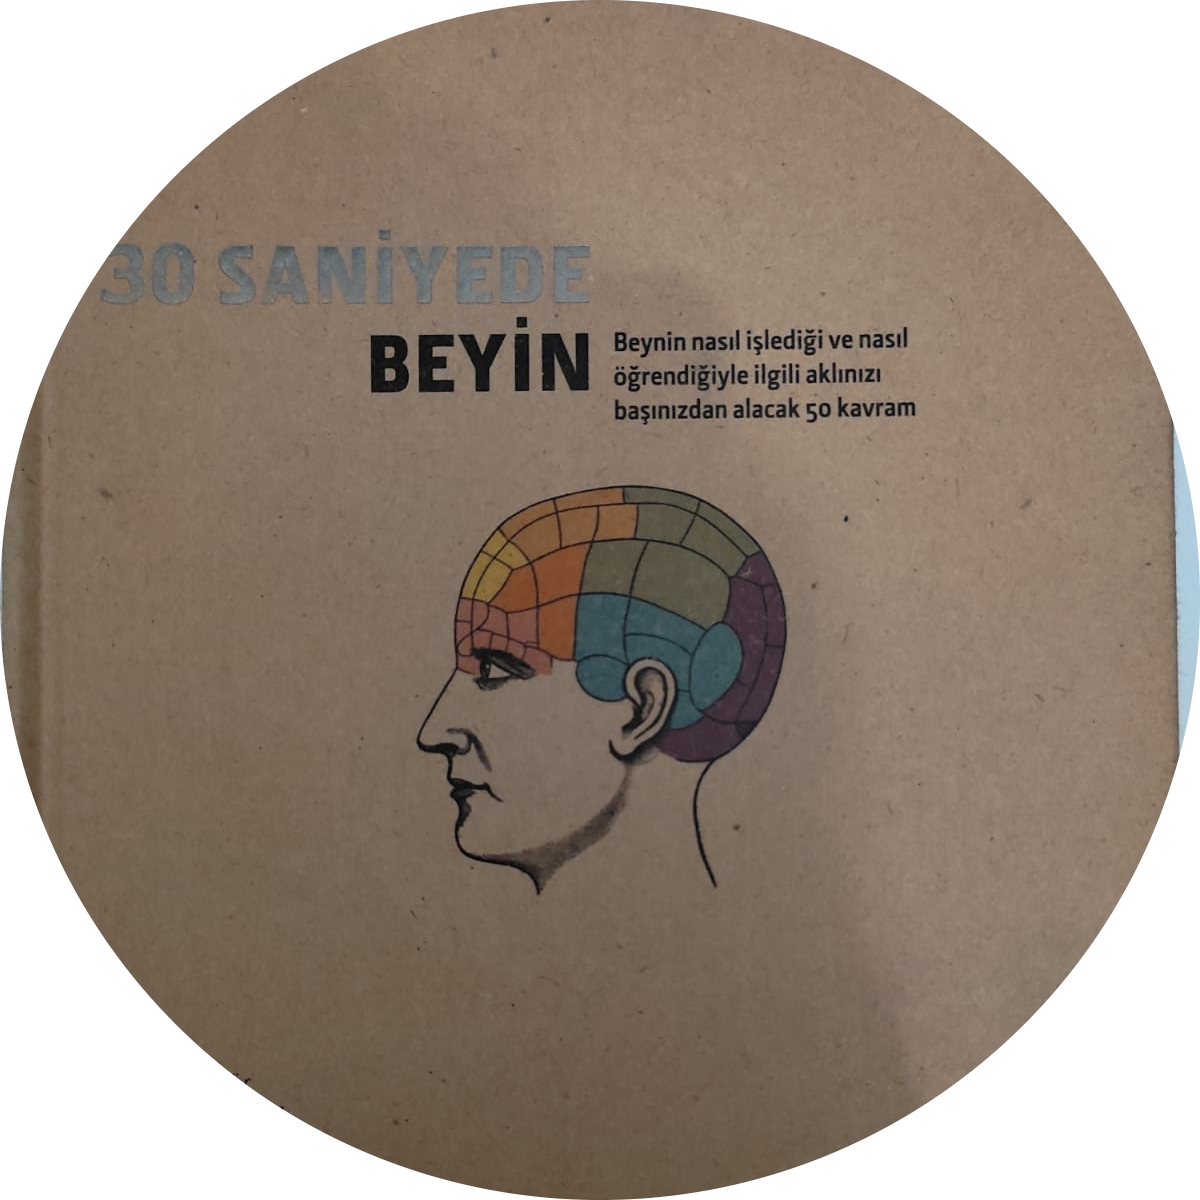 30 SANİYEDE
BEYİN
Beynin nasıl işlediği ve nasıl
öğrendiğiyle ilgili aklınızı
başınızdan alacak 50 kavram